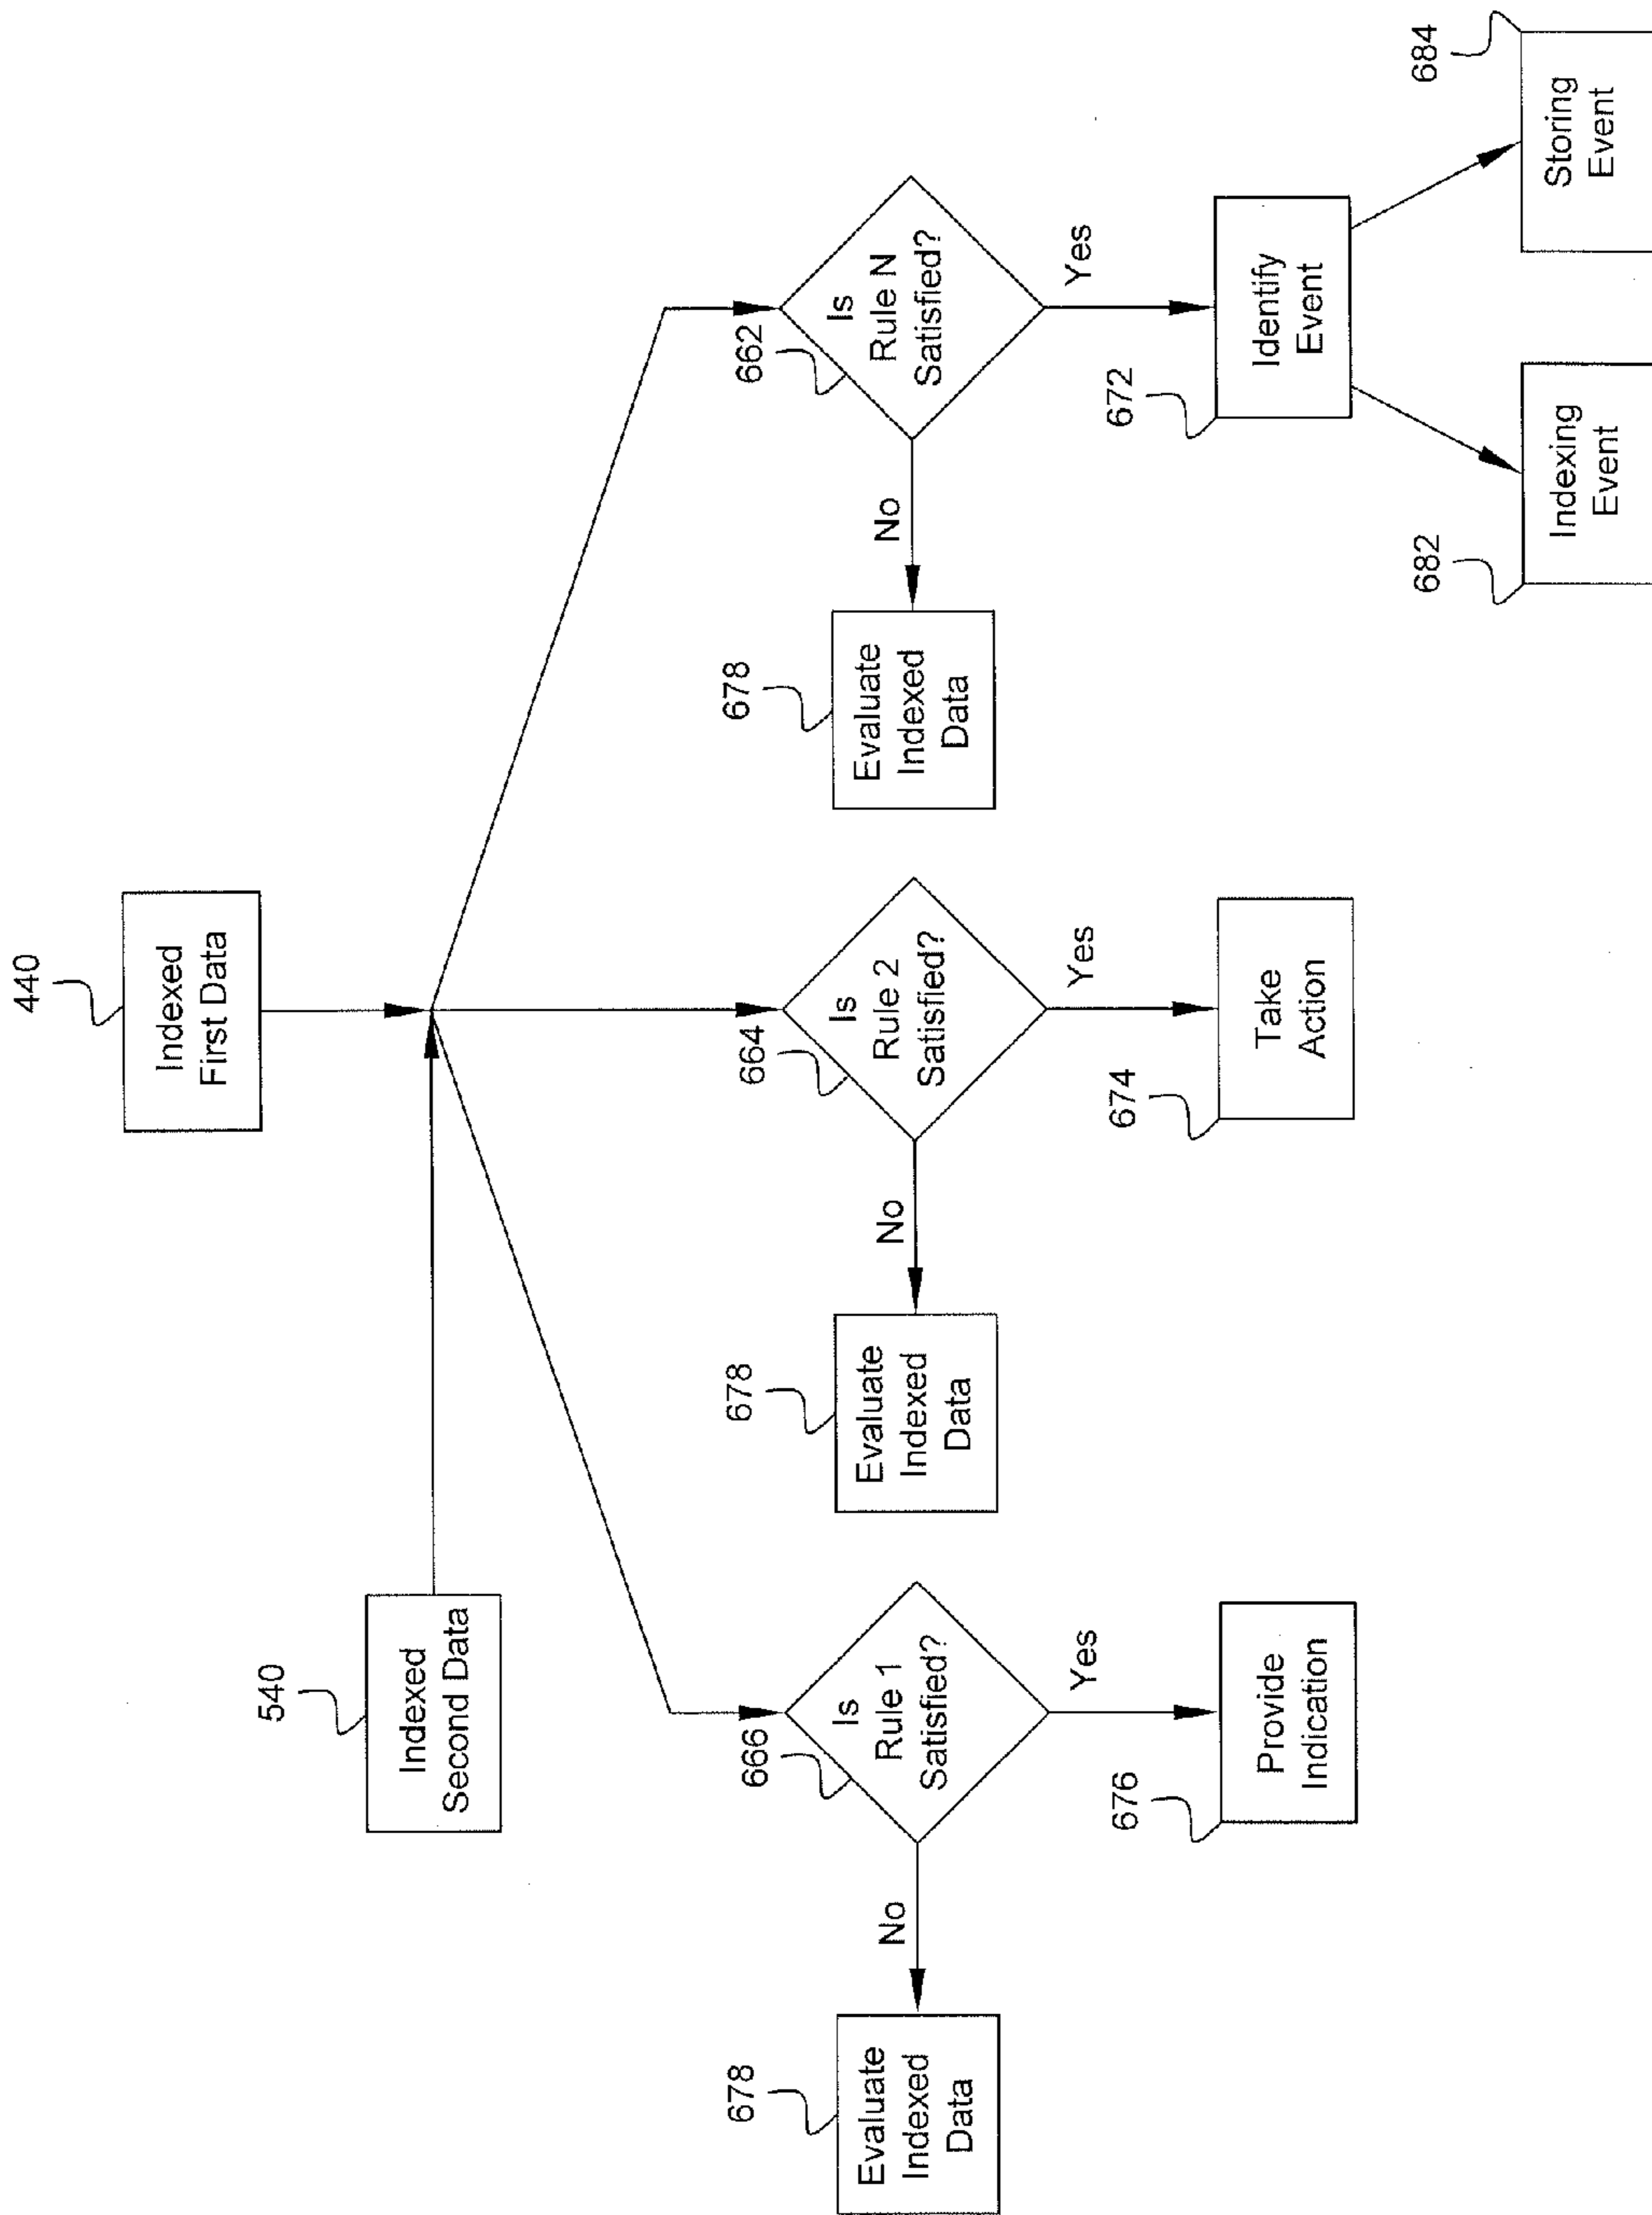 440
Indexed
First Data
540
Indexed
Second Data
666
Is
Rule 1
Satisfied?
No
Yes
678
Evaluate
Indexed
Data
676
Provide
Indication
664
Is
Rule 2
Satisfied?
No
Yes
678
Evaluate
Indexed
Data
674
Take
Action
662
Is
Rule N
Satisfied?
No
Yes
678
Evaluate
Indexed
Data
672
Identify
Event
682
Indexing
Event
684
Storing
Event